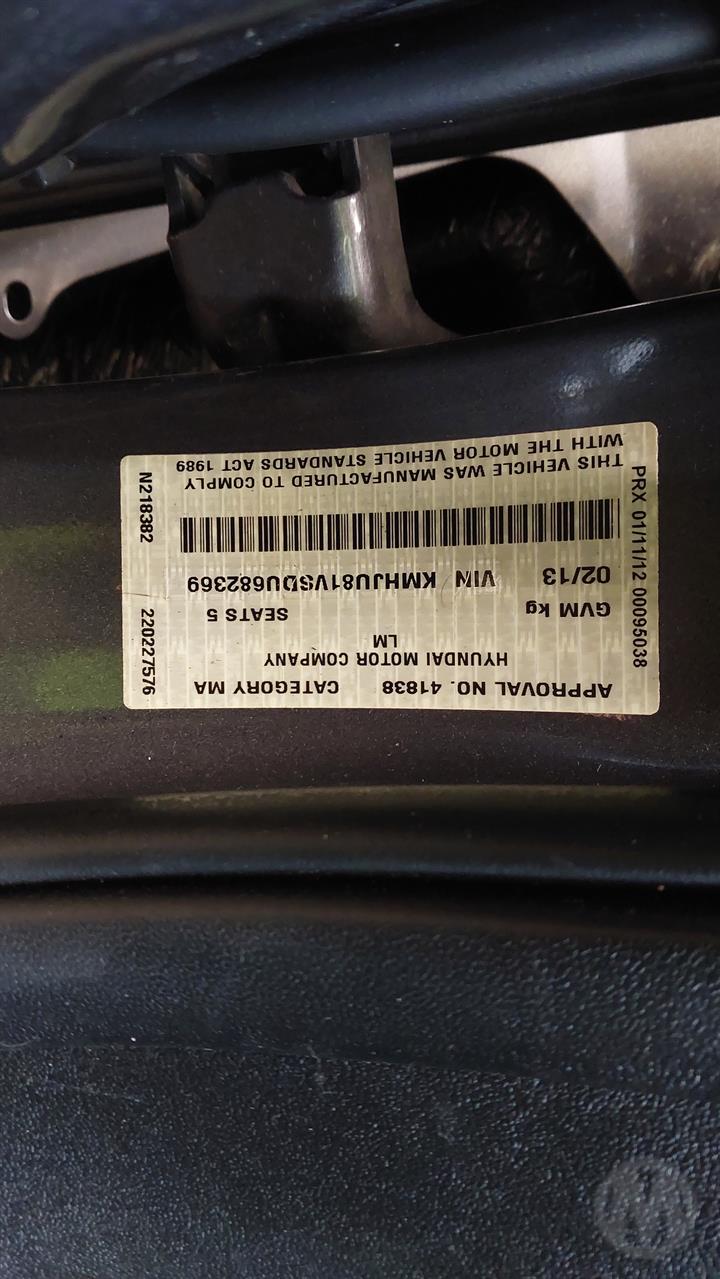 APPROVAL NO. 41838 CATEGORY MA
HYUNDAI MOTOR COMPANY
LM
GVM kg SEATS 5
02/13 VIN KMHJU81VSDU682369
THIS VEHICLE WAS MANUFACTURED TO COMPLY
WITH THE MOTOR VEHICLE STANDARDS ACT 1989
PRX 01/11/12 00095038
N218382 220227576
M